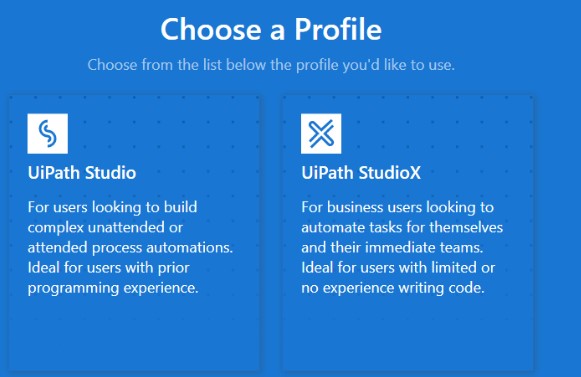 Choose a Profile
Choose from the list below the profile you'd like to use.
UiPath Studio
For users looking to build
complex unattended or
attended process automations.
Ideal for users with prior
programming experience.
UiPath StudioX
For business users looking to
automate tasks for themselves
and their immediate teams.
Ideal for users with limited or
no experience writing code.